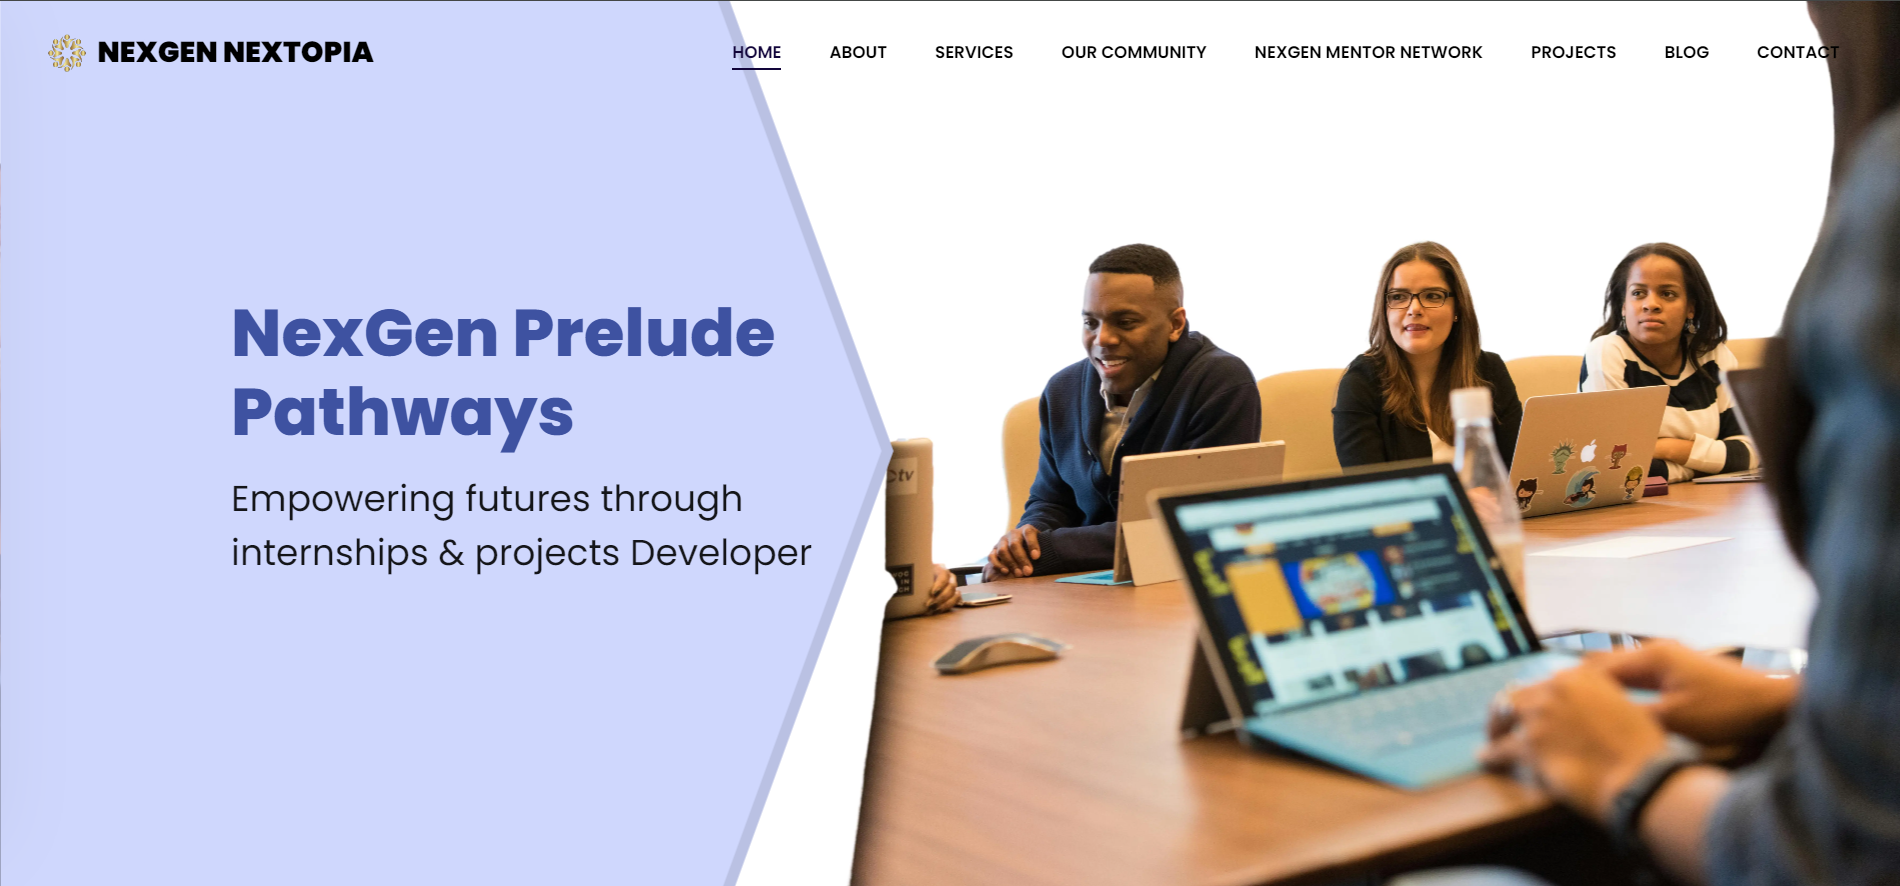 NEXGEN NEXTOPIA
HOME
ABOUT
SERVICES
OUR COMMUNITY
NEXGEN MENTOR NETWORK
PROJECTS
BLOG
CONTACT
NexGen Prelude
Pathways
Empowering futures through
internships & projects Developer
tv